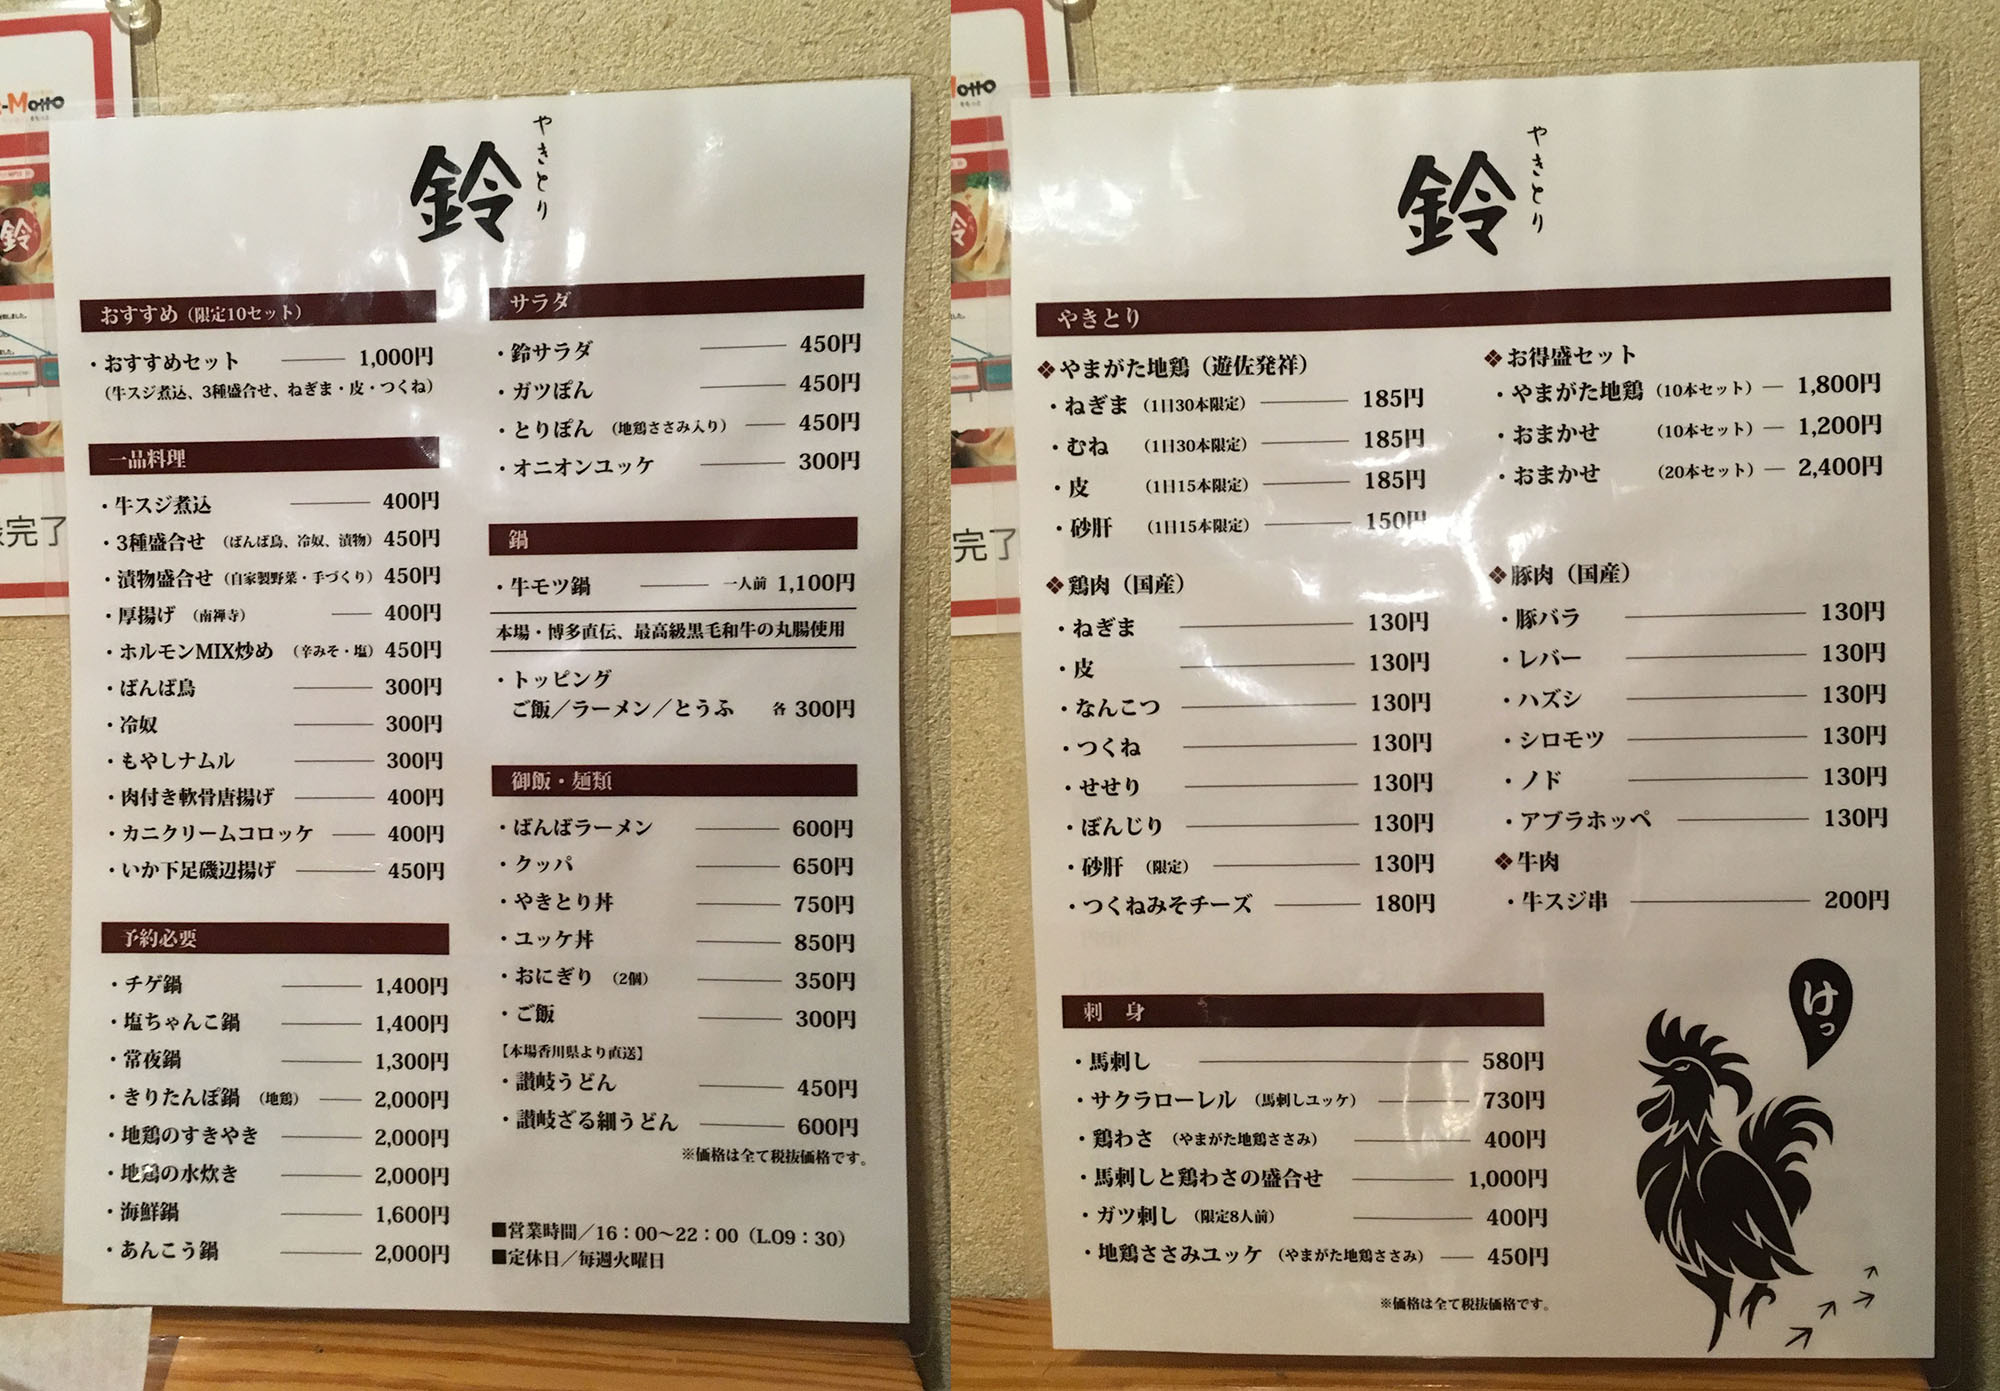 やきとり
鈴
おすすめ（限定10セット）
・おすすめセット 1,000円
（牛スジ煮込、3種盛合せ、ねぎま・皮・つくね）
一品料理
・牛スジ煮込 400円
・3種盛合せ （ばんば鳥、冷奴、漬物） 450円
・漬物盛合せ （自家製野菜・手づくり） 450円
・厚揚げ （南禅寺） 400円
・ホルモンMIX炒め （辛みそ・塩） 450円
・ばんば鳥 300円
・冷奴 300円
・もやしナムル 300円
・肉付き軟骨唐揚げ 400円
・カニクリームコロッケ 400円
・いか下足磯辺揚げ 450円
予約必要
・チゲ鍋 1,400円
・塩ちゃんこ鍋 1,400円
・常夜鍋 1,300円
・きりたんぽ鍋 （地鶏） 2,000円
・地鶏のすきやき 2,000円
・地鶏の水炊き 2,000円
・海鮮鍋 1,600円
・あんこう鍋 2,000円
サラダ
・鈴サラダ 450円
・ガツぽん 450円
・とりぽん （地鶏ささみ入り） 450円
・オニオンユッケ 300円
鍋
・牛モツ鍋 一人前 1,100円
本場・博多直伝、最高級黒毛和牛の丸腸使用
・トッピング
ご飯／ラーメン／とうふ 各 300円
御飯・麺類
・ばんばラーメン 600円
・クッパ 650円
・やきとり丼 750円
・ユッケ丼 850円
・おにぎり （2個） 350円
・ご飯 300円
【本場香川県より直送】
・讃岐うどん 450円
・讃岐ざる細うどん 600円
※価格は全て税抜価格です。
■営業時間／16：00〜22：00（L.O9：30）
■定休日／毎週火曜日
やきとり
鈴
やきとり
❖やまがた地鶏（遊佐発祥）
・ねぎま （1日30本限定） 185円
・むね （1日30本限定） 185円
・皮 （1日15本限定） 185円
・砂肝 （1日15本限定） 150円
❖鶏肉（国産）
・ねぎま 130円
・皮 130円
・なんこつ 130円
・つくね 130円
・せせり 130円
・ぼんじり 130円
・砂肝 （限定） 130円
・つくねみそチーズ 180円
❖お得盛セット
・やまがた地鶏 （10本セット） 1,800円
・おまかせ （10本セット） 1,200円
・おまかせ （20本セット） 2,400円
❖豚肉（国産）
・豚バラ 130円
・レバー 130円
・ハズシ 130円
・シロモツ 130円
・ノド 130円
・アブラホッペ 130円
❖牛肉
・牛スジ串 200円
刺 身
・馬刺し 580円
・サクラローレル （馬刺しユッケ） 730円
・鶏わさ （やまがた地鶏ささみ） 400円
・馬刺しと鶏わさの盛合せ 1,000円
・ガツ刺し （限定8人前） 400円
・地鶏ささみユッケ （やまがた地鶏ささみ） 450円
※価格は全て税抜価格です。
けっ
Motto
鈴
完了
Motto
完了